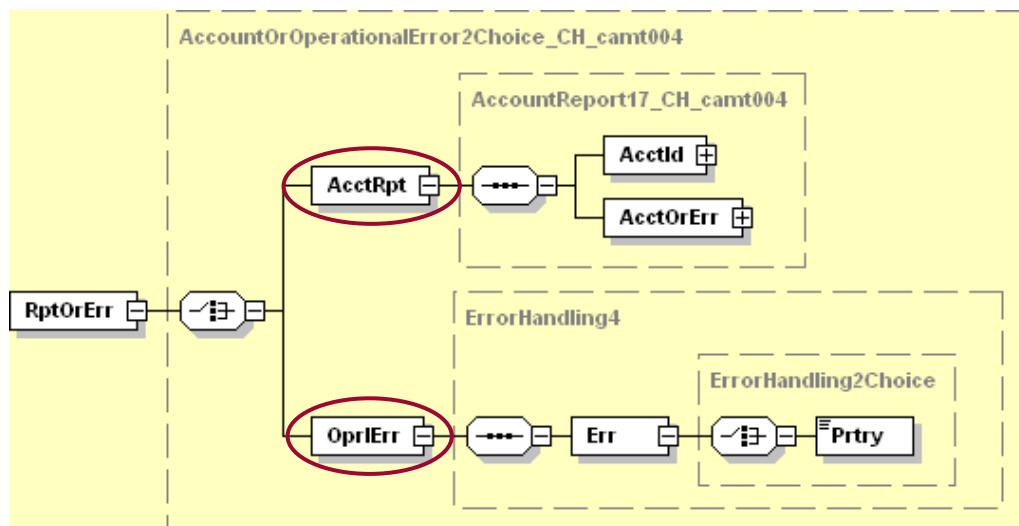 AccountOrOperationalError2Choice_CH_camt004
AccountReport17_CH_camt004
AcctId
AcctRpt
AcctOrErr
RptOrErr
ErrorHandling4
ErrorHandling2Choice
OprlErr
Err
Prtry